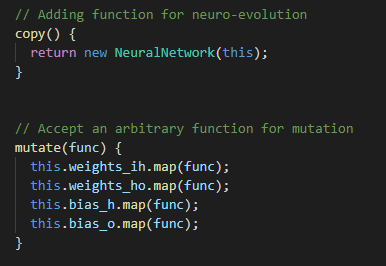 // Adding function for neuro-evolution
copy() {
  return new NeuralNetwork(this);
}
// Accept an arbitrary function for mutation
mutate(func) {
  this.weights_ih.map(func);
  this.weights_ho.map(func);
  this.bias_h.map(func);
  this.bias_o.map(func);
}